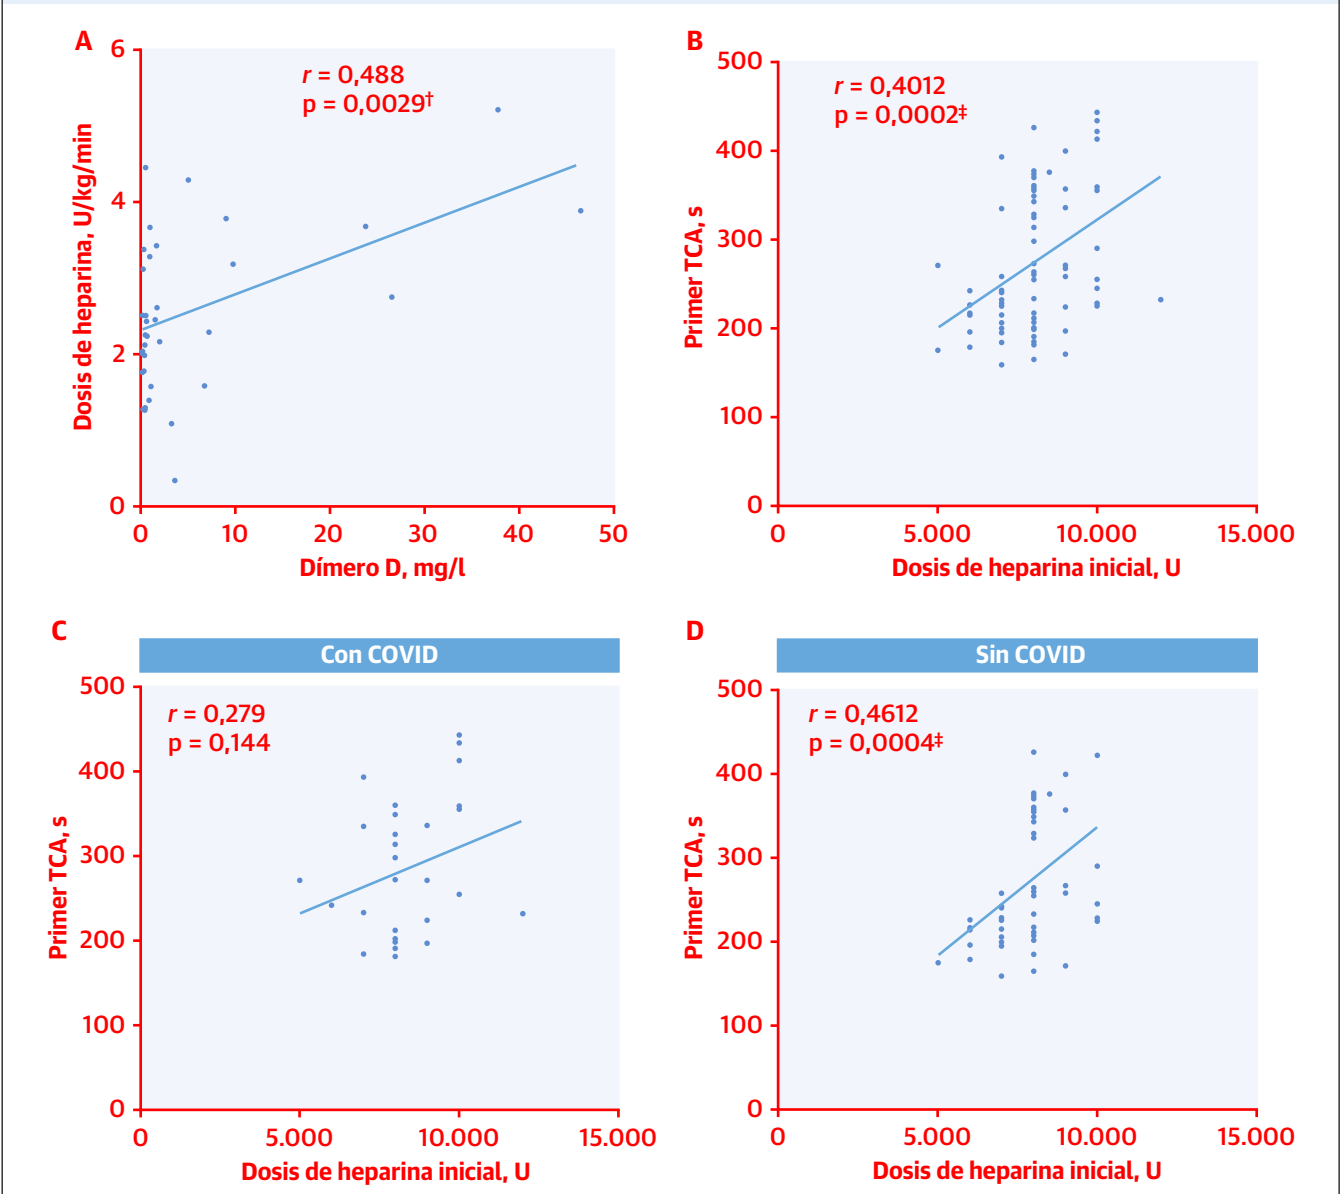 A
r = 0,488
p = 0,0029†
Dosis de heparina, U/kg/min
6
4
2
0
0 10 20 30 40 50
Dímero D, mg/l
B
r = 0,4012
p = 0,0002‡
Primer TCA, s
500
400
300
200
100
0
0 5.000 10.000 15.000
Dosis de heparina inicial, U
C
Con COVID
r = 0,279
p = 0,144
Primer TCA, s
500
400
300
200
100
0
0 5.000 10.000 15.000
Dosis de heparina inicial, U
D
Sin COVID
r = 0,4612
p = 0,0004‡
Primer TCA, s
500
400
300
200
100
0
0 5.000 10.000 15.000
Dosis de heparina inicial, U